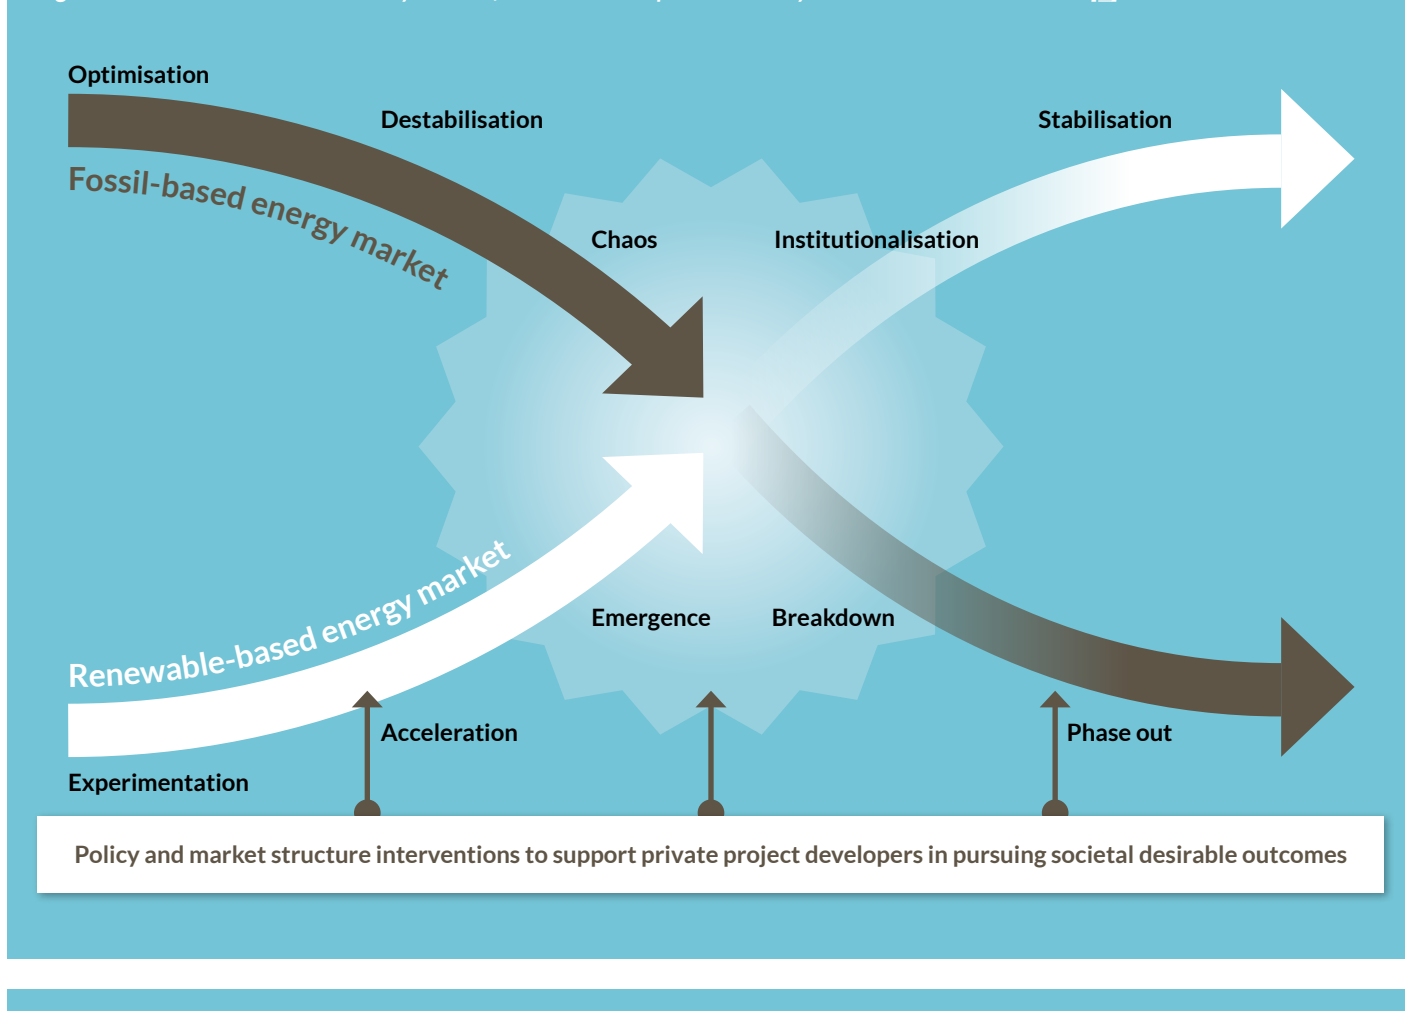 Optimisation
Destabilisation
Stabilisation
Fossil-based energy market
Chaos
Institutionalisation
Renewable-based energy market
Emergence
Breakdown
Acceleration
Phase out
Experimentation
Policy and market structure interventions to support private project developers in pursuing societal desirable outcomes